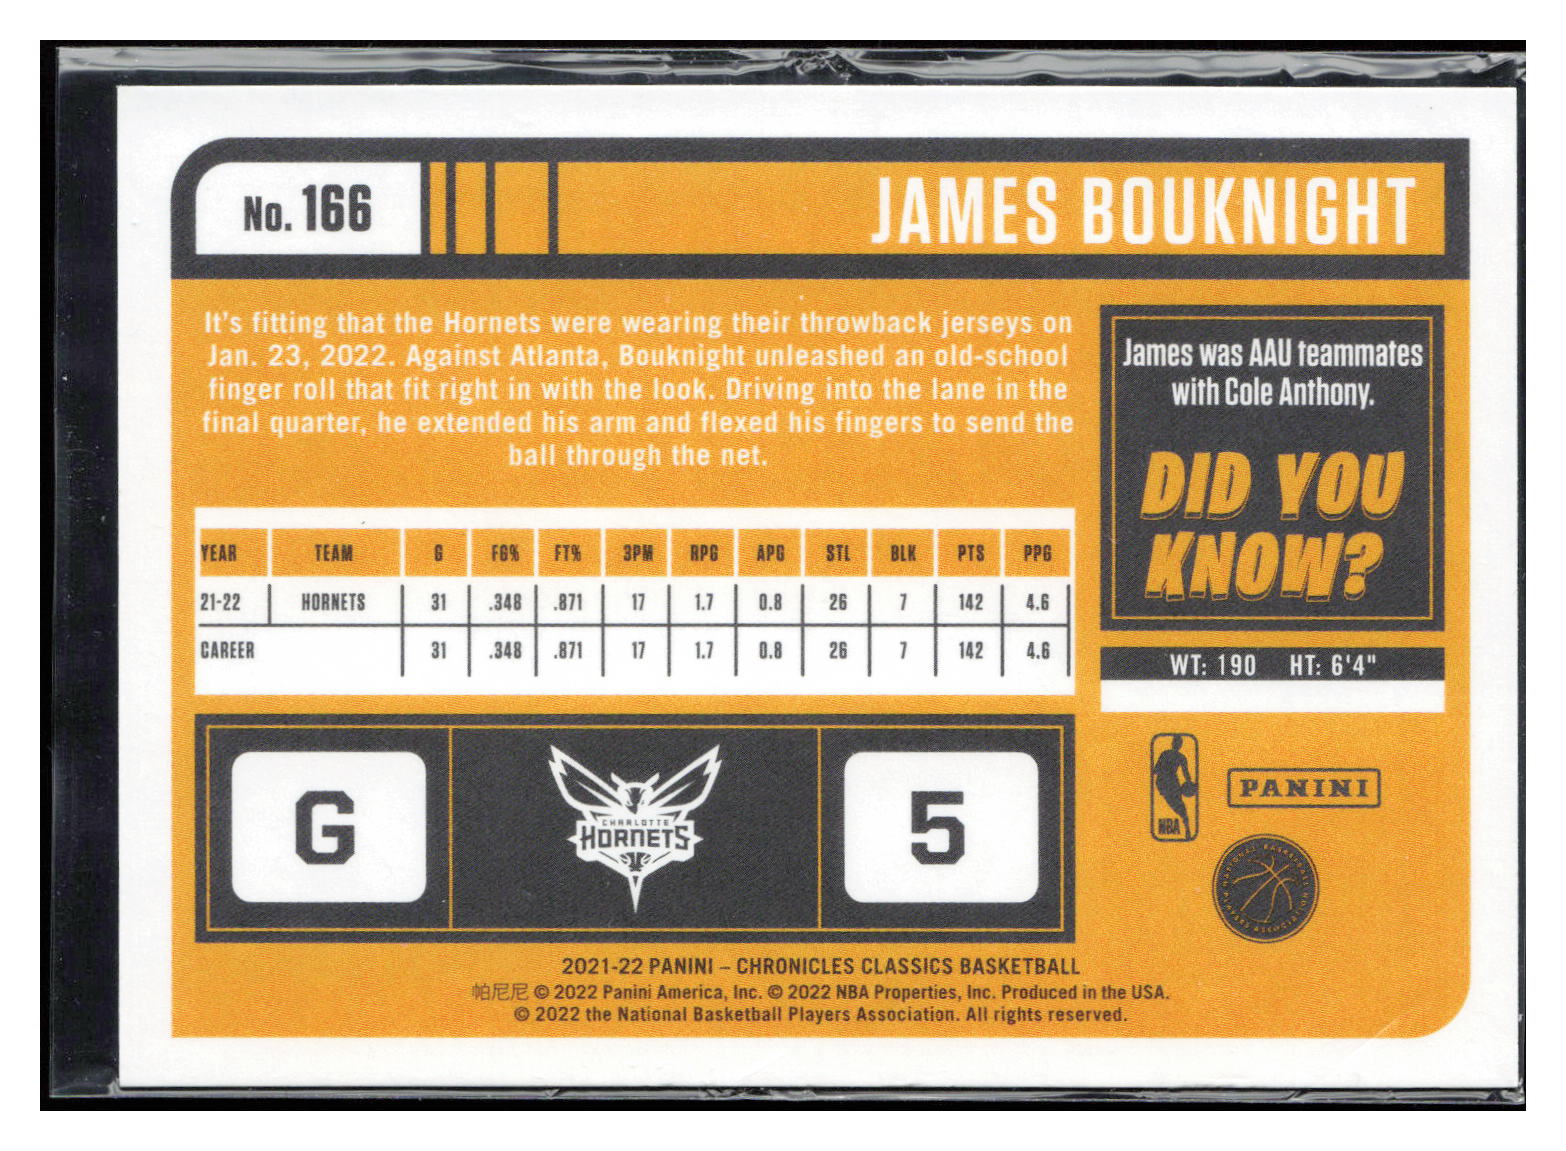 No. 166
JAMES BOUKNIGHT
It's fitting that the Hornets were wearing their throwback jerseys on
Jan. 23, 2022. Against Atlanta, Bouknight unleashed an old-school
finger roll that fit right in with the look. Driving into the lane in the
final quarter, he extended his arm and flexed his fingers to send the
ball through the net.
James was AAU teammates
with Cole Anthony.
DID YOU
KNOW?
YEAR TEAM G FG% FT% 3PM RPG APG STL BLK PTS PPG
21-22 HORNETS 31 .348 .871 17 1.7 0.8 26 7 142 4.6
CAREER 31 .348 .871 17 1.7 0.8 26 7 142 4.6
WT: 190 HT: 6'4"
G
CHARLOTTE
HORNETS
5
NBA
PANINI
NATIONAL BASKETBALL
PLAYERS ASSOCIATION
2021-22 PANINI – CHRONICLES CLASSICS BASKETBALL
帕尼尼 © 2022 Panini America, Inc. © 2022 NBA Properties, Inc. Produced in the USA.
© 2022 the National Basketball Players Association. All rights reserved.